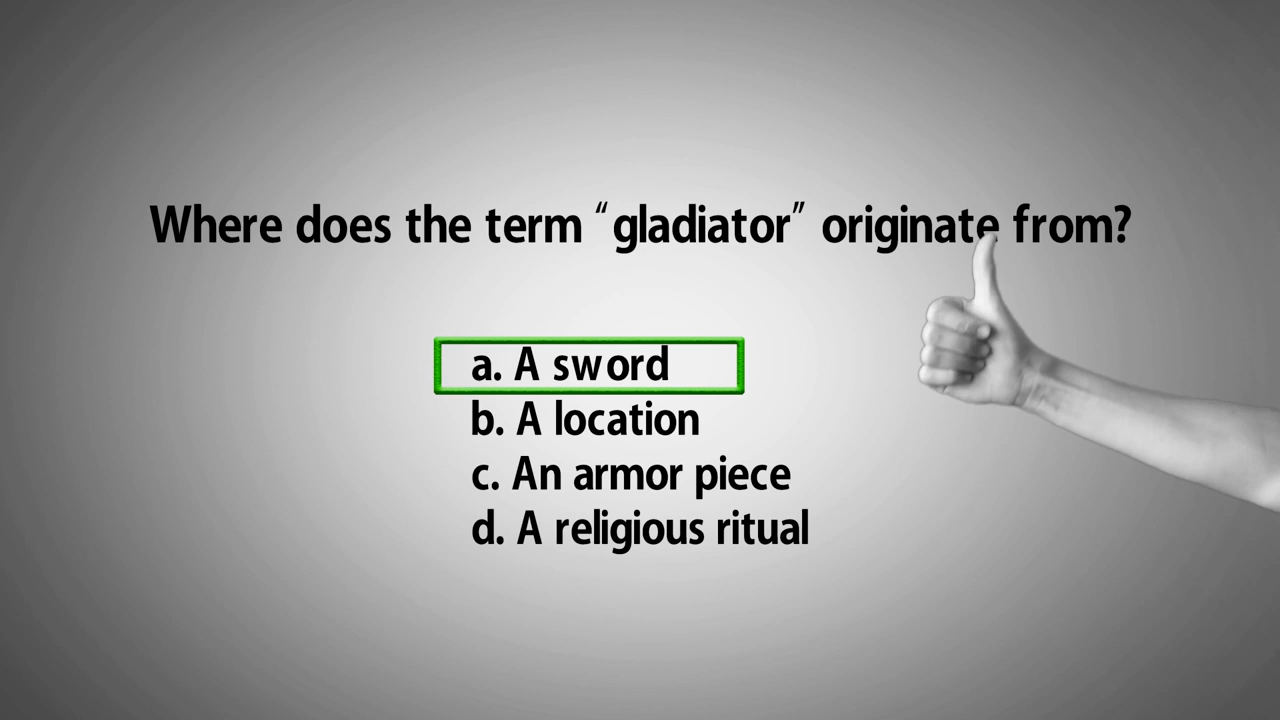 Where does the term “gladiator” originate from?
a. A sword
b. A location
c. An armor piece
d. A religious ritual